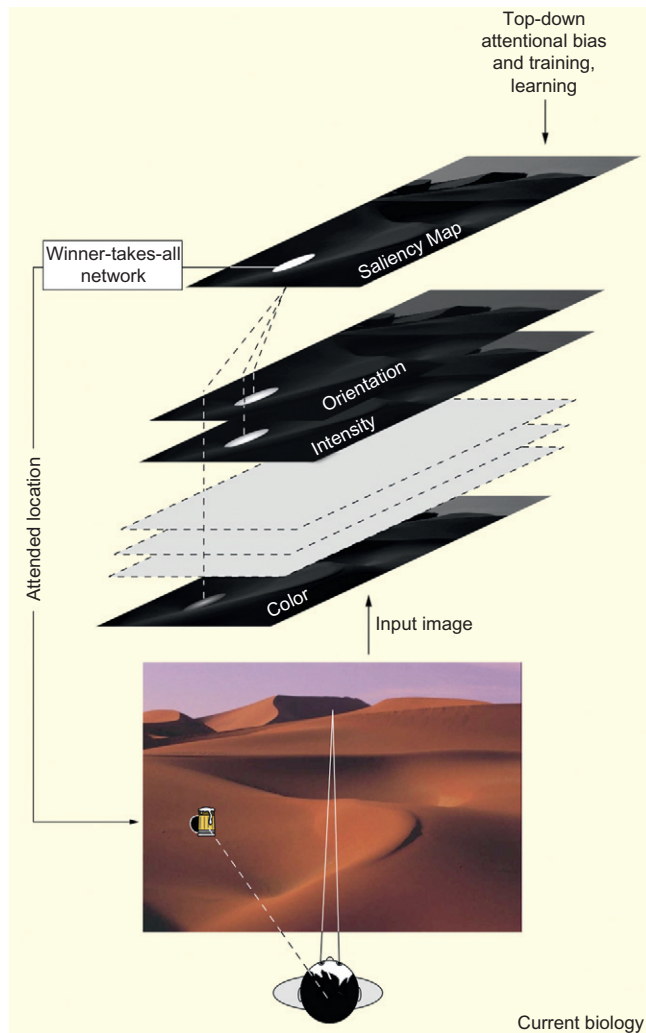 Top-down
attentional bias
and training,
learning
Saliency Map
Winner-takes-all
network
Orientation
Intensity
Attended location
Color
Input image
Current biology